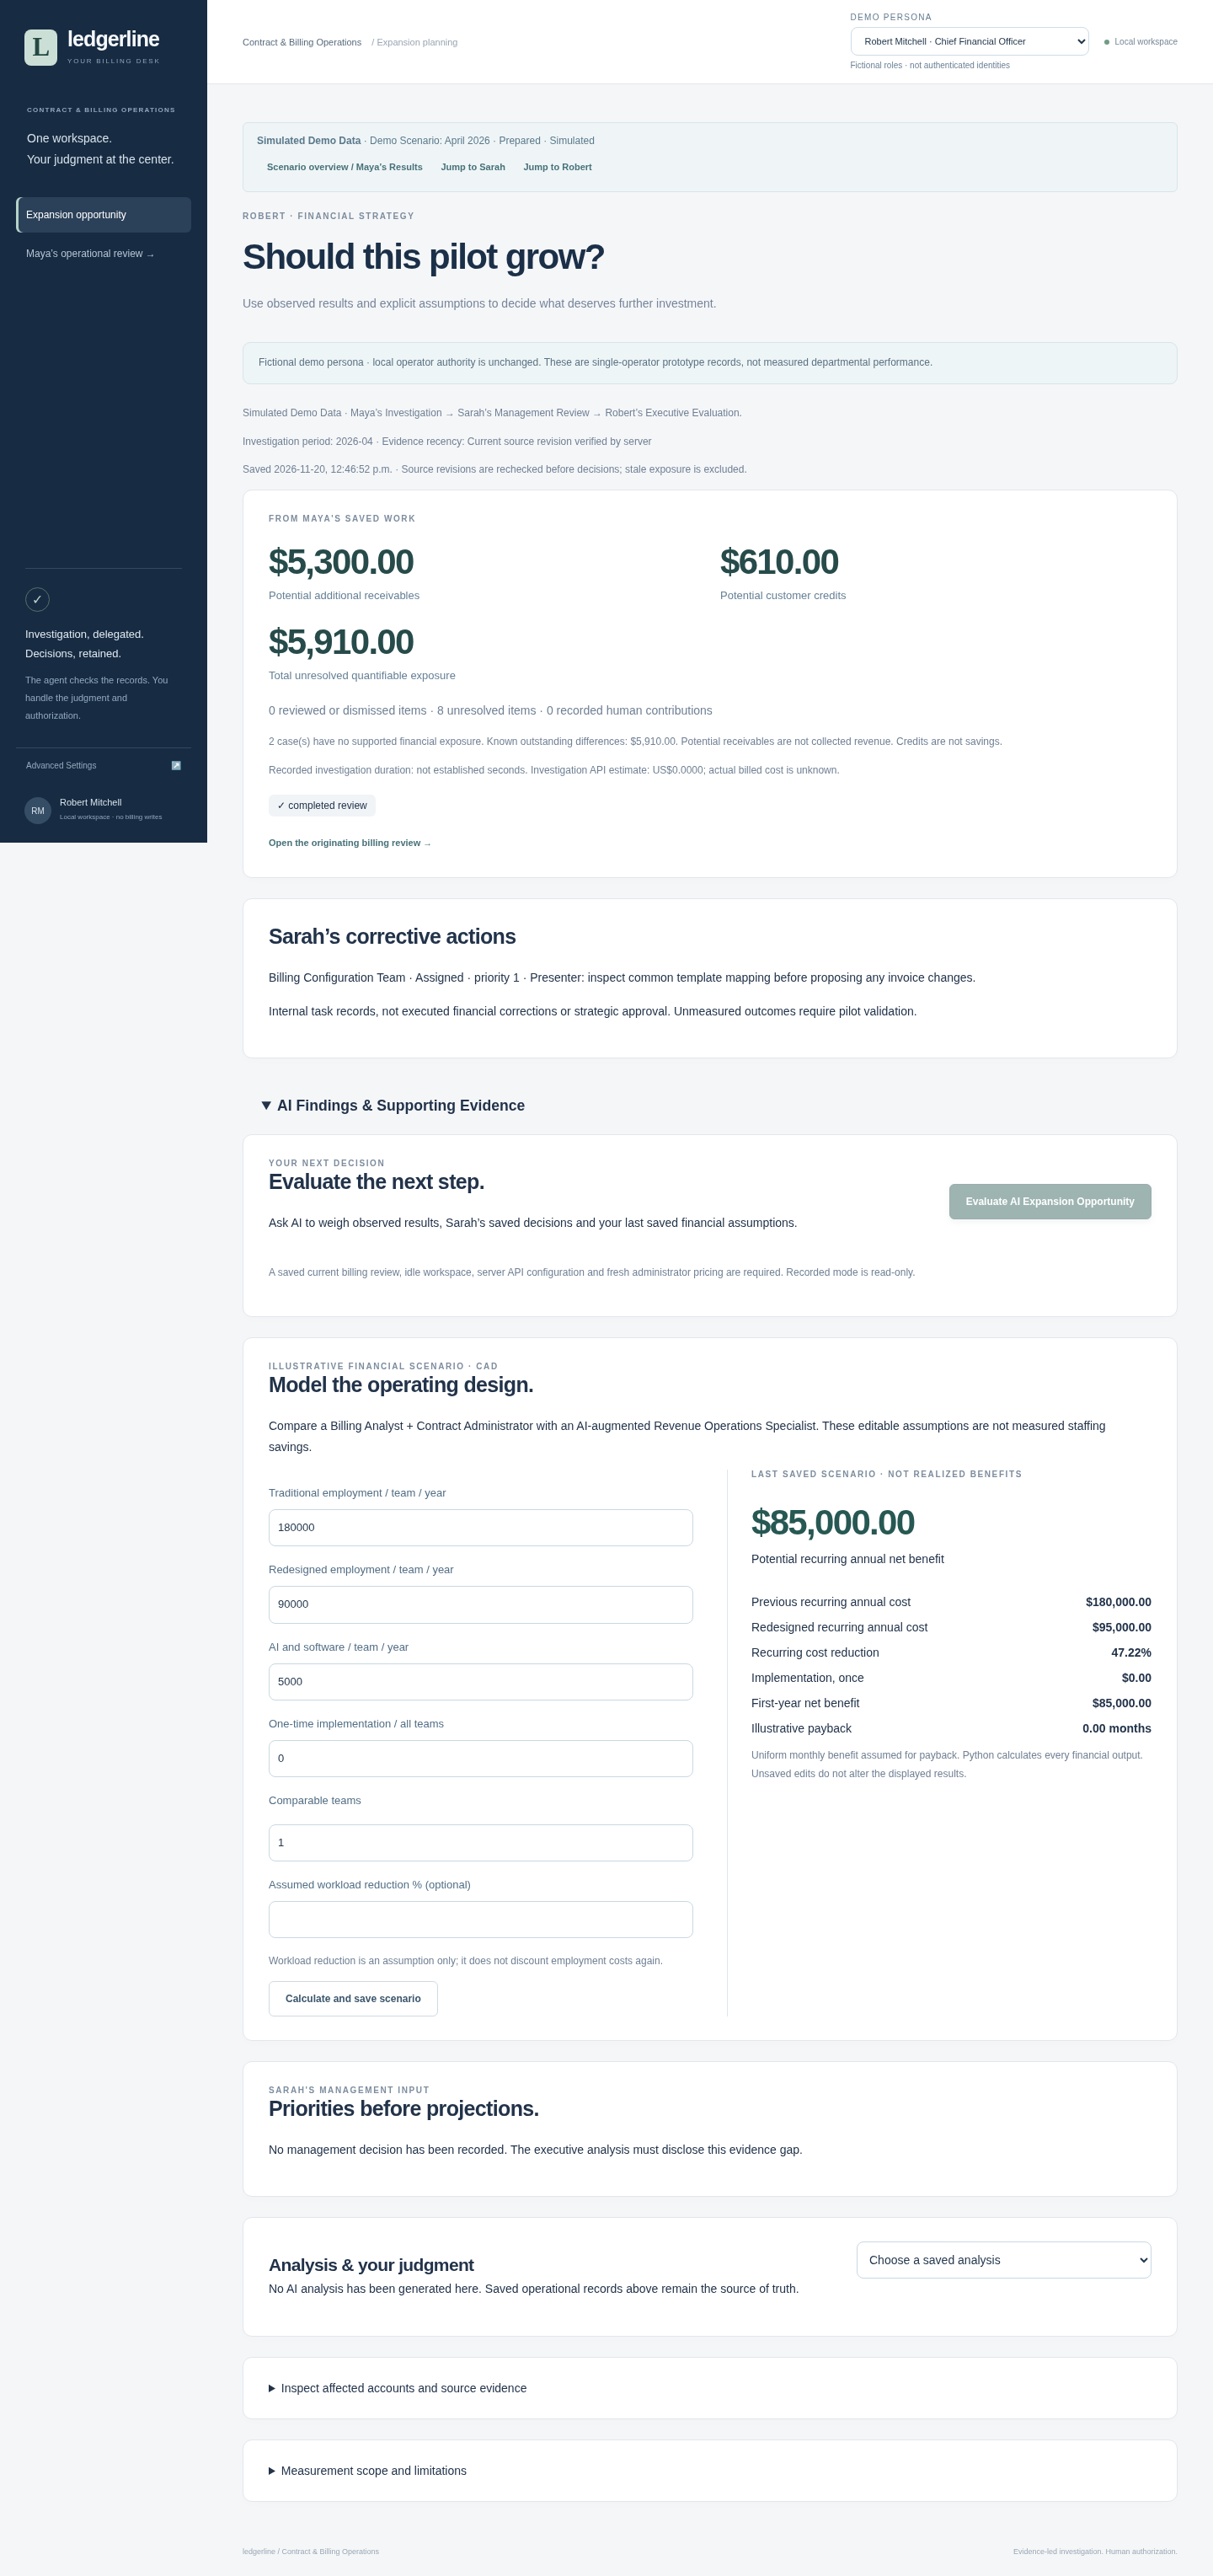 L
ledgerline
YOUR BILLING DESK
CONTRACT & BILLING OPERATIONS
One workspace.
Your judgment at the center.
Expansion opportunity
Maya's operational review →
✓
Investigation, delegated.
Decisions, retained.
The agent checks the records. You
handle the judgment and
authorization.
Advanced Settings ↗
RM
Robert Mitchell
Local workspace · no billing writes
Contract & Billing Operations / Expansion planning
DEMO PERSONA
Robert Mitchell · Chief Financial Officer
Fictional roles · not authenticated identities
Local workspace
Simulated Demo Data · Demo Scenario: April 2026 · Prepared · Simulated
Scenario overview / Maya's Results Jump to Sarah Jump to Robert
ROBERT · FINANCIAL STRATEGY
Should this pilot grow?
Use observed results and explicit assumptions to decide what deserves further investment.
Fictional demo persona · local operator authority is unchanged. These are single-operator prototype records, not measured departmental performance.
Simulated Demo Data · Maya's Investigation → Sarah's Management Review → Robert's Executive Evaluation.
Investigation period: 2026-04 · Evidence recency: Current source revision verified by server
Saved 2026-11-20, 12:46:52 p.m. · Source revisions are rechecked before decisions; stale exposure is excluded.
FROM MAYA'S SAVED WORK
$5,300.00
Potential additional receivables
$610.00
Potential customer credits
$5,910.00
Total unresolved quantifiable exposure
0 reviewed or dismissed items · 8 unresolved items · 0 recorded human contributions
2 case(s) have no supported financial exposure. Known outstanding differences: $5,910.00. Potential receivables are not collected revenue. Credits are not savings.
Recorded investigation duration: not established seconds. Investigation API estimate: US$0.0000; actual billed cost is unknown.
✓ completed review
Open the originating billing review →
Sarah's corrective actions
Billing Configuration Team · Assigned · priority 1 · Presenter: inspect common template mapping before proposing any invoice changes.
Internal task records, not executed financial corrections or strategic approval. Unmeasured outcomes require pilot validation.
▼ AI Findings & Supporting Evidence
YOUR NEXT DECISION
Evaluate the next step.
Ask AI to weigh observed results, Sarah's saved decisions and your last saved financial assumptions.
Evaluate AI Expansion Opportunity
A saved current billing review, idle workspace, server API configuration and fresh administrator pricing are required. Recorded mode is read-only.
ILLUSTRATIVE FINANCIAL SCENARIO · CAD
Model the operating design.
Compare a Billing Analyst + Contract Administrator with an AI-augmented Revenue Operations Specialist. These editable assumptions are not measured staffing
savings.
Traditional employment / team / year
180000
Redesigned employment / team / year
90000
AI and software / team / year
5000
One-time implementation / all teams
0
Comparable teams
1
Assumed workload reduction % (optional)
Workload reduction is an assumption only; it does not discount employment costs again.
Calculate and save scenario
LAST SAVED SCENARIO · NOT REALIZED BENEFITS
$85,000.00
Potential recurring annual net benefit
Previous recurring annual cost $180,000.00
Redesigned recurring annual cost $95,000.00
Recurring cost reduction 47.22%
Implementation, once $0.00
First-year net benefit $85,000.00
Illustrative payback 0.00 months
Uniform monthly benefit assumed for payback. Python calculates every financial output.
Unsaved edits do not alter the displayed results.
SARAH'S MANAGEMENT INPUT
Priorities before projections.
No management decision has been recorded. The executive analysis must disclose this evidence gap.
Analysis & your judgment
No AI analysis has been generated here. Saved operational records above remain the source of truth.
Choose a saved analysis
▶ Inspect affected accounts and source evidence
▶ Measurement scope and limitations
ledgerline / Contract & Billing Operations
Evidence-led investigation. Human authorization.